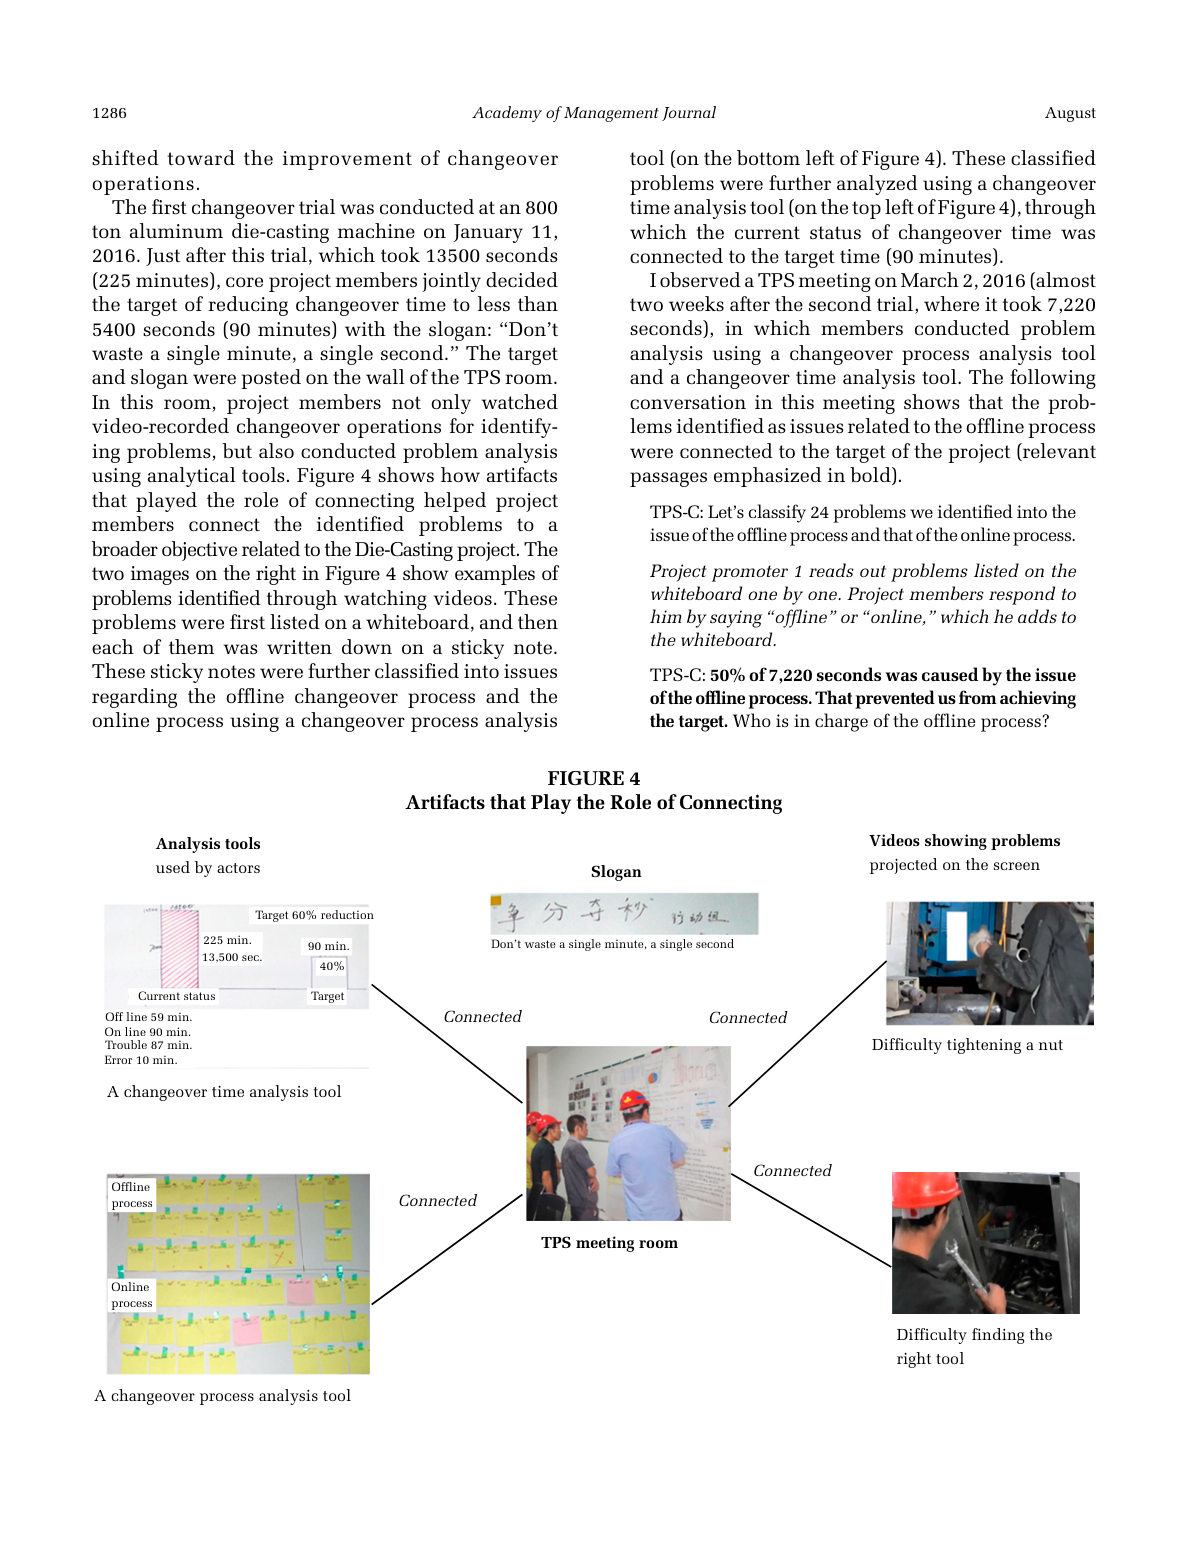 1286
Academy of Management Journal
August
shifted toward the improvement of changeover
operations.
The first changeover trial was conducted at an 800
ton aluminum die-casting machine on January 11,
2016. Just after this trial, which took 13500 seconds
(225 minutes), core project members jointly decided
the target of reducing changeover time to less than
5400 seconds (90 minutes) with the slogan: “Don’t
waste a single minute, a single second.” The target
and slogan were posted on the wall of the TPS room.
In this room, project members not only watched
video-recorded changeover operations for identify-
ing problems, but also conducted problem analysis
using analytical tools. Figure 4 shows how artifacts
that played the role of connecting helped project
members connect the identified problems to a
broader objective related to the Die-Casting project. The
two images on the right in Figure 4 show examples of
problems identified through watching videos. These
problems were first listed on a whiteboard, and then
each of them was written down on a sticky note.
These sticky notes were further classified into issues
regarding the offline changeover process and the
online process using a changeover process analysis
tool (on the bottom left of Figure 4). These classified
problems were further analyzed using a changeover
time analysis tool (on the top left of Figure 4), through
which the current status of changeover time was
connected to the target time (90 minutes).
I observed a TPS meeting on March 2, 2016 (almost
two weeks after the second trial, where it took 7,220
seconds), in which members conducted problem
analysis using a changeover process analysis tool
and a changeover time analysis tool. The following
conversation in this meeting shows that the prob-
lems identified as issues related to the offline process
were connected to the target of the project (relevant
passages emphasized in bold).
TPS-C: Let’s classify 24 problems we identified into the
issue of the offline process and that of the online process.
Project promoter 1 reads out problems listed on the
whiteboard one by one. Project members respond to
him by saying “offline” or “online,” which he adds to
the whiteboard.
TPS-C: 50% of 7,220 seconds was caused by the issue
of the offline process. That prevented us from achieving
the target. Who is in charge of the offline process?
FIGURE 4
Artifacts that Play the Role of Connecting
Analysis tools
used by actors
Target 60% reduction
225 min.
13,500 sec.
90 min.
40%
Current status
Target
Off line 59 min.
On line 90 min.
Trouble 87 min.
Error 10 min.
A changeover time analysis tool
Slogan
争分夺秒 行动组
Don’t waste a single minute, a single second
Videos showing problems
projected on the screen
Difficulty tightening a nut
Connected
Connected
Offline
process
Online
process
A changeover process analysis tool
Connected
Connected
TPS meeting room
Difficulty finding the
right tool